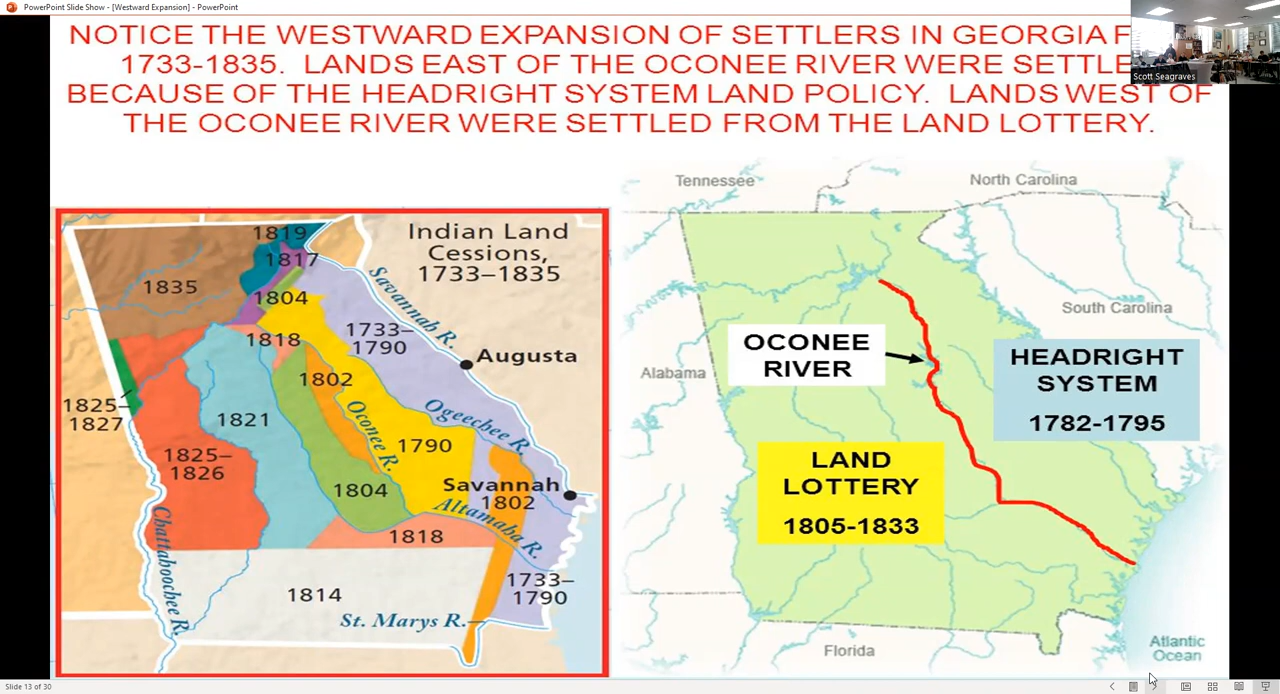 PowerPoint Slide Show - [Westward Expansion] - PowerPoint
NOTICE THE WESTWARD EXPANSION OF SETTLERS IN GEORGIA F
1733-1835. LANDS EAST OF THE OCONEE RIVER WERE SETTLE
BECAUSE OF THE HEADRIGHT SYSTEM LAND POLICY. LANDS WEST OF
THE OCONEE RIVER WERE SETTLED FROM THE LAND LOTTERY.
Scott Seagraves
Indian Land
Cessions,
1733–1835
1819
1817
1835
1804
1818
1733–
1790
Savannah R.
Augusta
1802
1825–
1827
1821
Oconee R.
Ogeechee R.
1790
1825–
1826
1804
Savannah
1802
Altamaha R.
1818
Chattahoochee R.
1814
1733–
1790
St. Marys R.
Tennessee
North Carolina
South Carolina
OCONEE
RIVER
Alabama
HEADRIGHT
SYSTEM
1782-1795
LAND
LOTTERY
1805-1833
Florida
Atlantic
Ocean
Slide 13 of 30